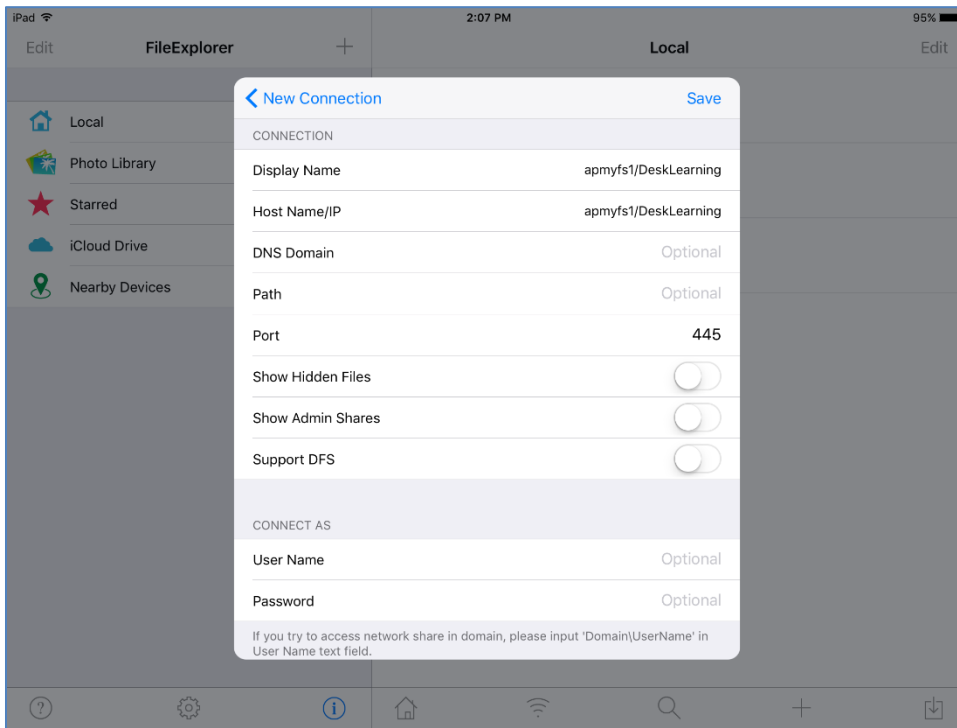 iPad 2:07 PM 95%
Edit FileExplorer Local Edit
New Connection Save
CONNECTION
Local
Display Name apmyfs1/DeskLearning
Photo Library
Starred
Host Name/IP apmyfs1/DeskLearning
iCloud Drive
DNS Domain Optional
Nearby Devices
Path Optional
Port 445
Show Hidden Files
Show Admin Shares
Support DFS
CONNECT AS
User Name Optional
Password Optional
If you try to access network share in domain, please input 'Domain\UserName' in
User Name text field.